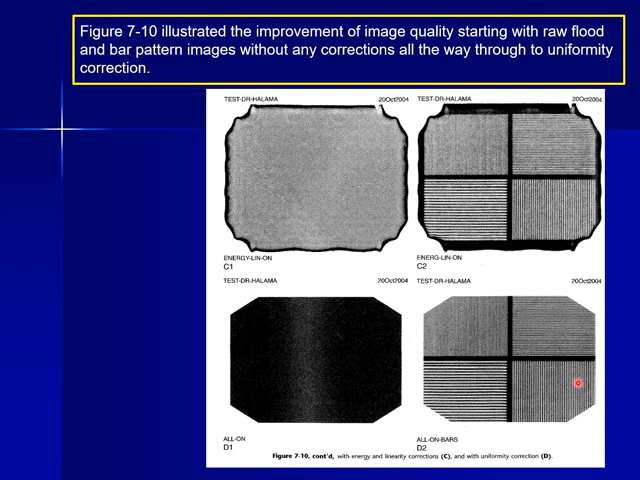 Figure 7-10 illustrated the improvement of image quality starting with raw flood
and bar pattern images without any corrections all the way through to uniformity
correction.
TEST-DR-HALAMA 20Oct2004
TEST-DR-HALAMA 20Oct2004
ENERGY-LIN-ON
C1
ENERG-LIN-ON
C2
TEST-DR-HALAMA 20Oct2004
TEST-DR-HALAMA 20Oct2004
ALL-ON
D1
ALL-ON-BARS
D2
Figure 7-10, cont'd, with energy and linearity corrections (C), and with uniformity correction (D).